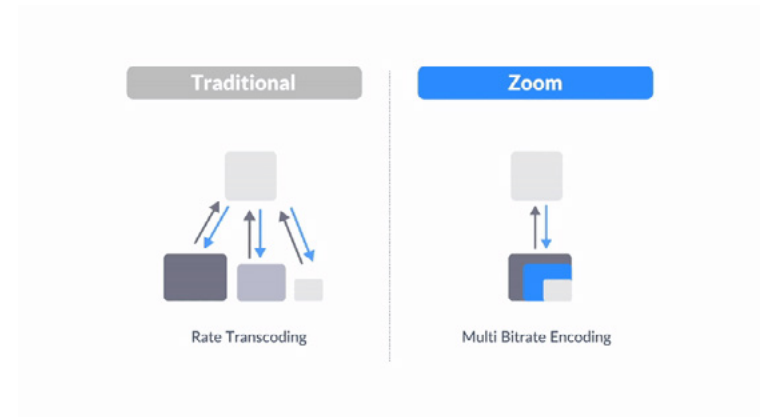 Traditional
Zoom
Rate Transcoding
Multi Bitrate Encoding